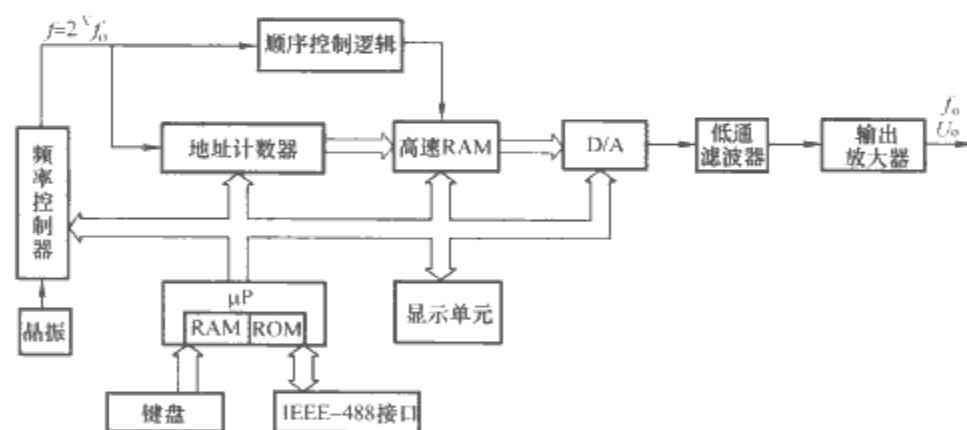 f=2^N f₀
顺序控制逻辑
频率控制器
地址计数器
高速RAM
D/A
低通
滤波器
输出
放大器
f₀
U₀
晶振
μP
RAM
ROM
显示单元
键盘
IEEE-488接口